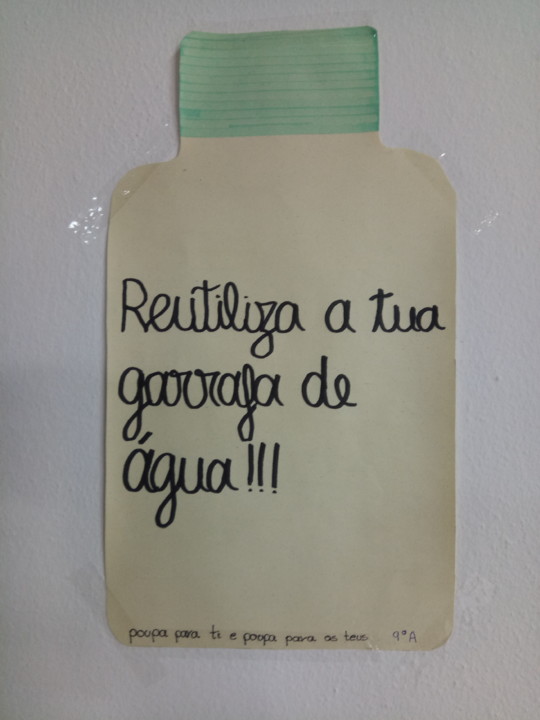 Reutiliza a tua
garrafa de
água!!!
poupa para ti e poupa para os teus 9ºA